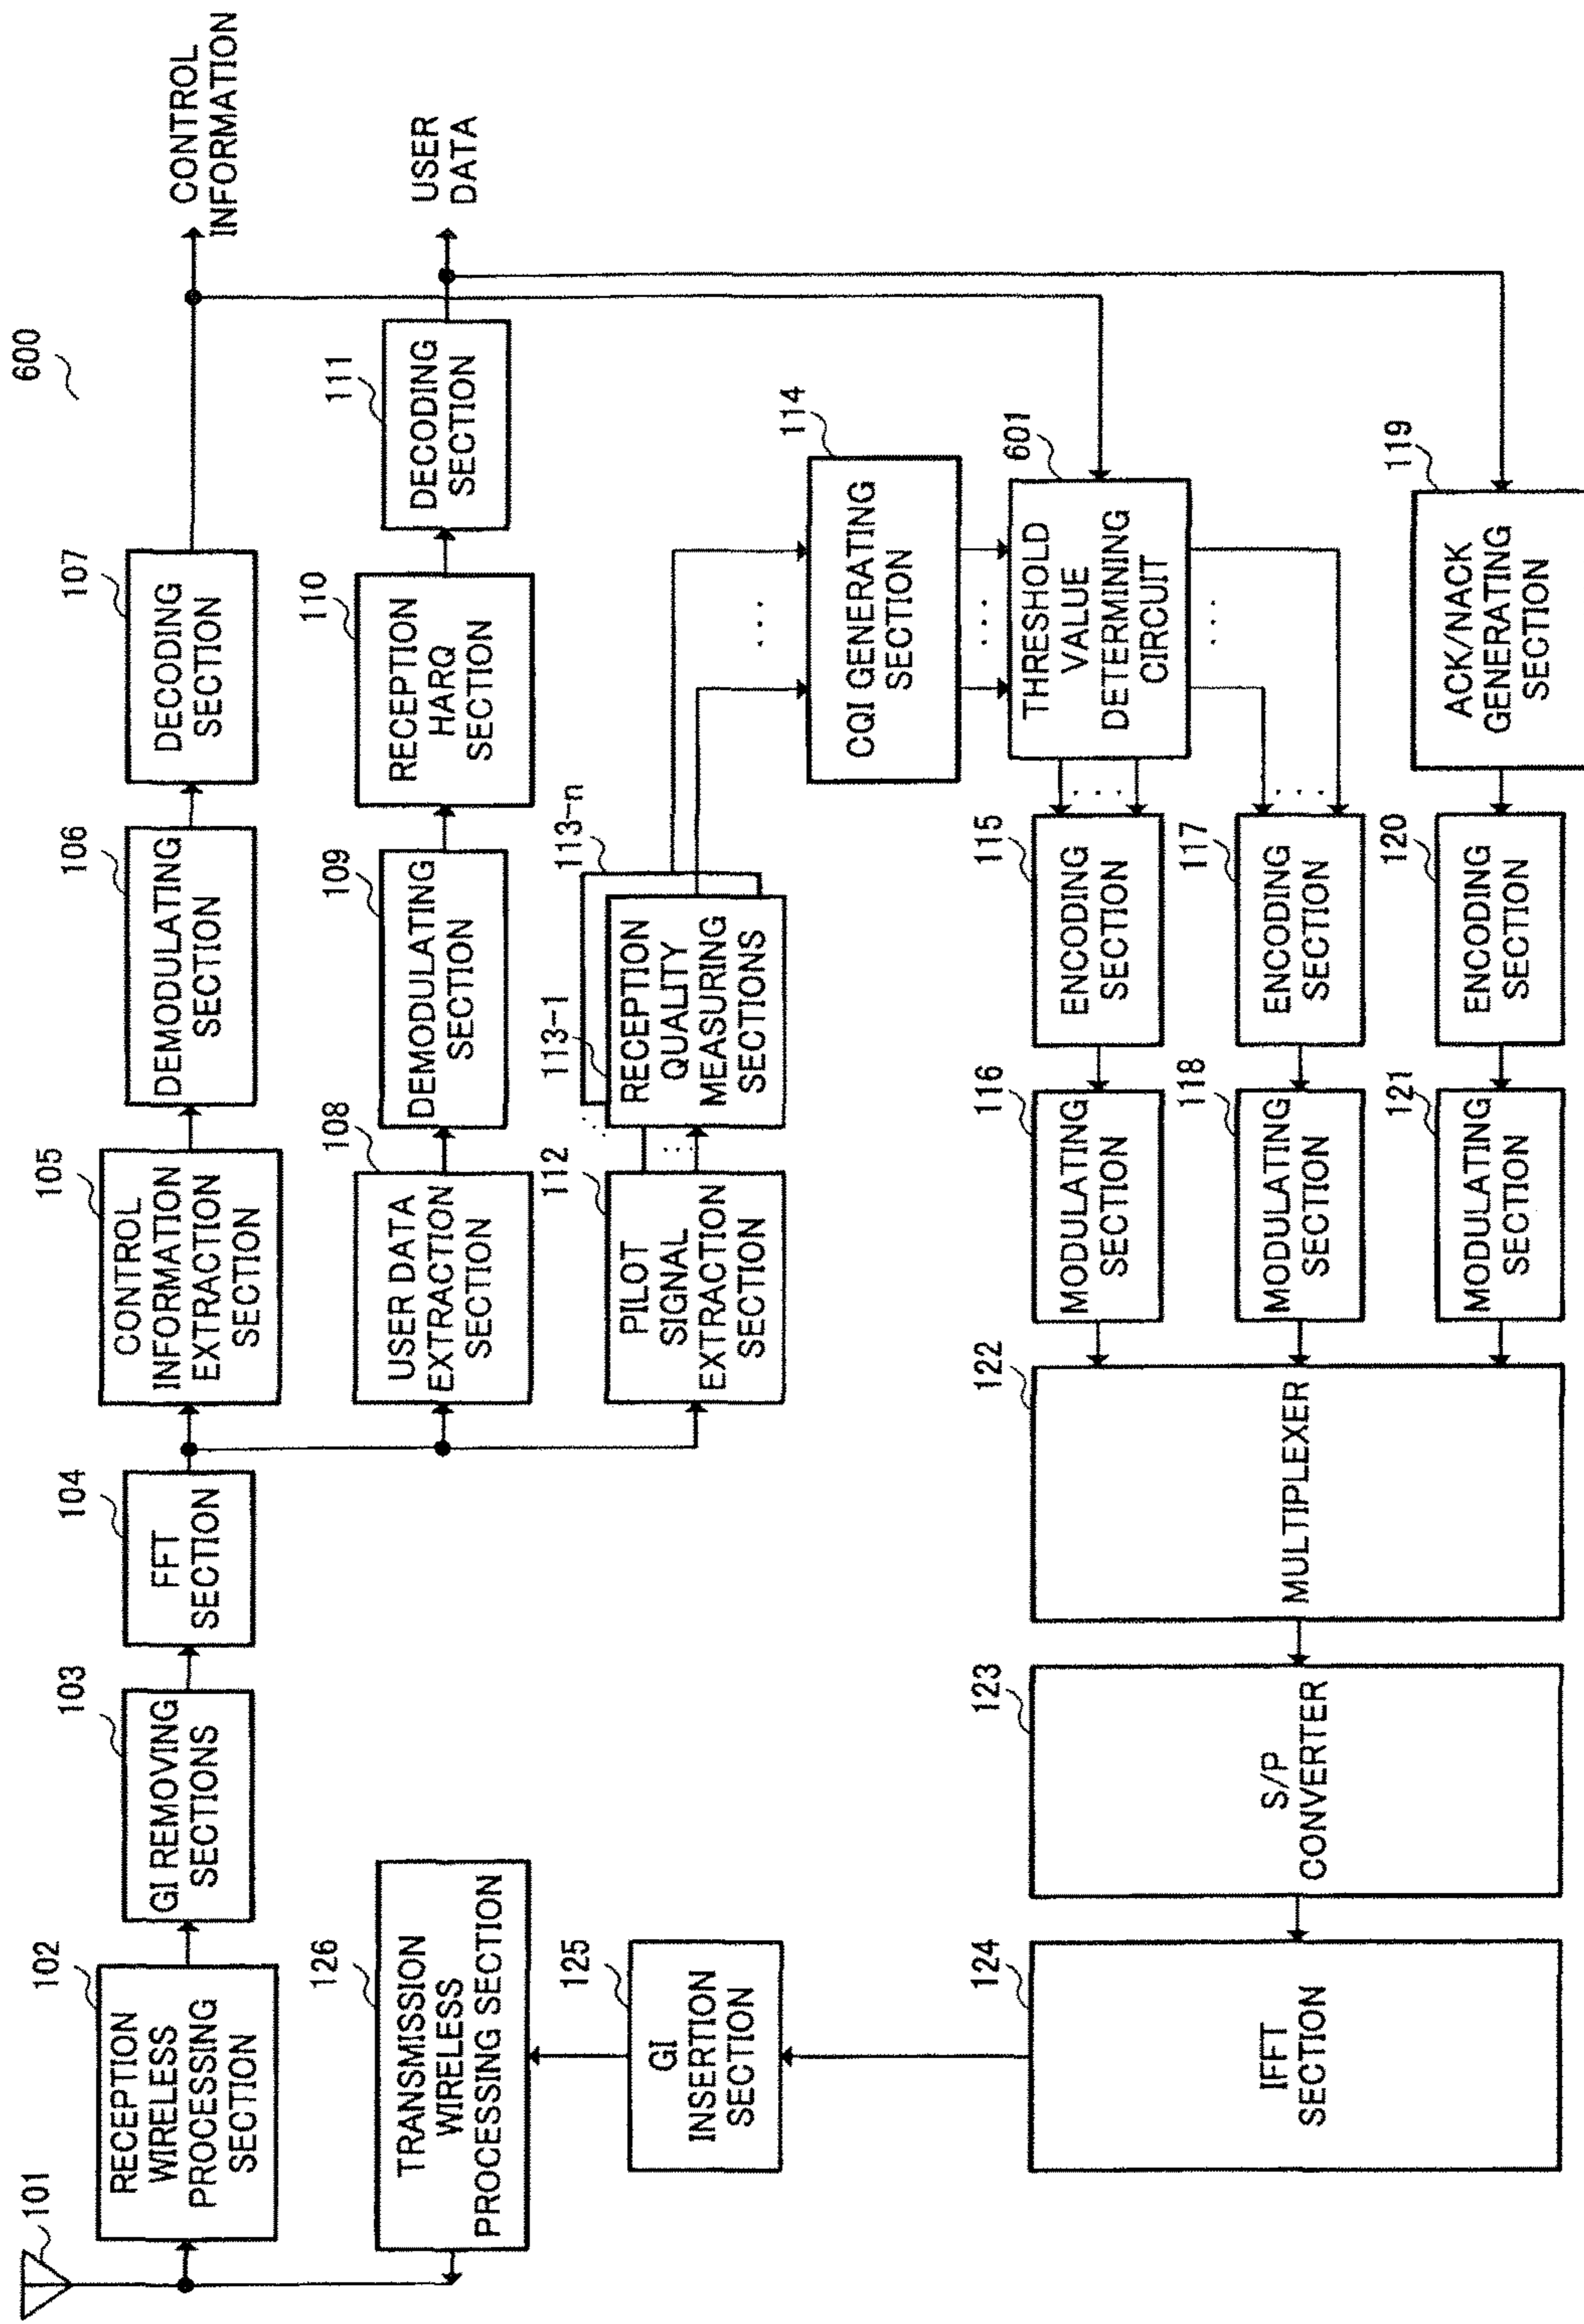 600
101
102
RECEPTION
WIRELESS
PROCESSING
SECTION
103
GI REMOVING
SECTIONS
104
FFT
SECTION
105
CONTROL
INFORMATION
EXTRACTION
SECTION
106
DEMODULATING
SECTION
107
DECODING
SECTION
CONTROL
INFORMATION
108
USER DATA
EXTRACTION
SECTION
109
DEMODULATING
SECTION
110
RECEPTION
HARQ
SECTION
111
DECODING
SECTION
USER
DATA
112
PILOT
SIGNAL
EXTRACTION
SECTION
113-1
113-n
RECEPTION
QUALITY
MEASURING
SECTIONS
114
CQI GENERATING
SECTION
601
THRESHOLD
VALUE
DETERMINING
CIRCUIT
126
TRANSMISSION
WIRELESS
PROCESSING SECTION
125
GI
INSERTION
SECTION
124
IFFT
SECTION
123
S/P
CONVERTER
122
MULTIPLEXER
116
MODULATING
SECTION
115
ENCODING
SECTION
118
MODULATING
SECTION
117
ENCODING
SECTION
121
MODULATING
SECTION
120
ENCODING
SECTION
119
ACK/NACK
GENERATING
SECTION